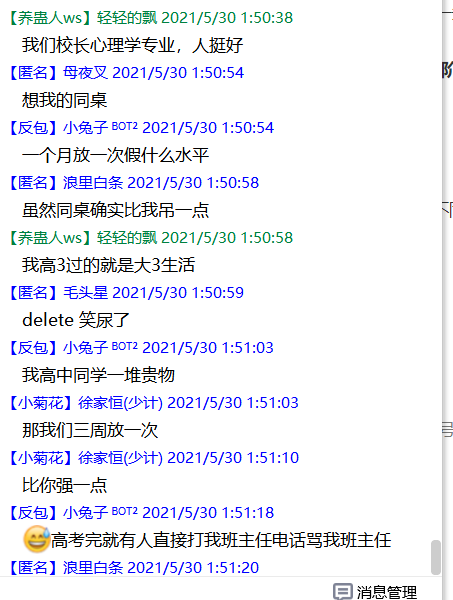 【养蛊人ws】轻轻的飘 2021/5/30 1:50:38
我们校长心理学专业，人挺好
【匿名】母夜叉 2021/5/30 1:50:54
想我的同桌
【反包】小兔子 BOT2 2021/5/30 1:50:54
一个月放一次假什么水平
【匿名】浪里白条 2021/5/30 1:50:58
虽然同桌确实比我吊一点
【养蛊人ws】轻轻的飘 2021/5/30 1:50:58
我高3过的就是大3生活
【匿名】毛头星 2021/5/30 1:50:59
delete 笑尿了
【反包】小兔子 BOT2 2021/5/30 1:51:03
我高中同学一堆贵物
【小菊花】徐家恒(少计) 2021/5/30 1:51:03
那我们三周放一次
【小菊花】徐家恒(少计) 2021/5/30 1:51:10
比你强一点
【反包】小兔子 BOT2 2021/5/30 1:51:18
😅高考完就有人直接打我班主任电话骂我班主任
【匿名】浪里白条 2021/5/30 1:51:20
消息管理